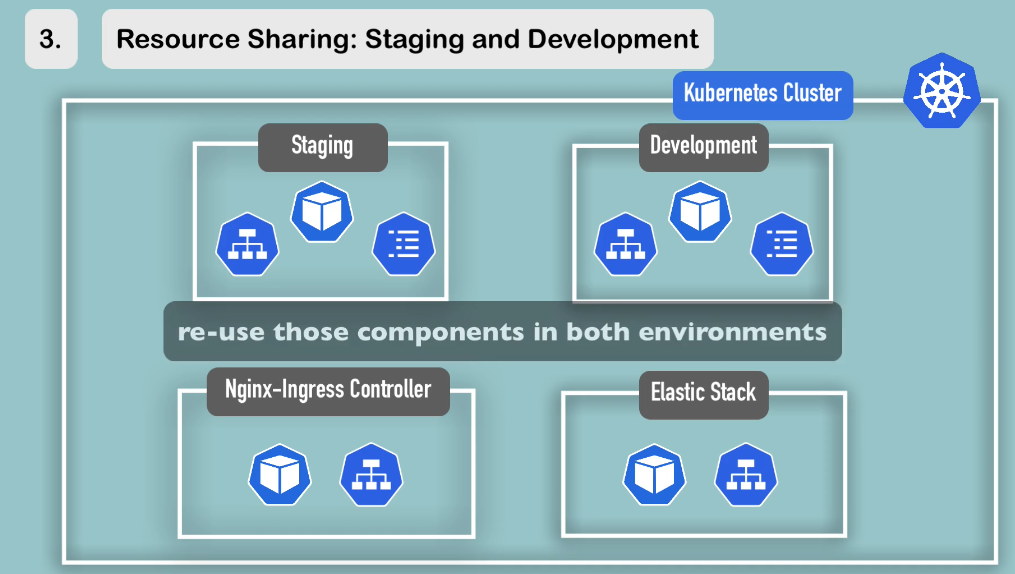 3.
Resource Sharing: Staging and Development
Kubernetes Cluster
Staging
Development
re-use those components in both environments
Nginx-Ingress Controller
Elastic Stack